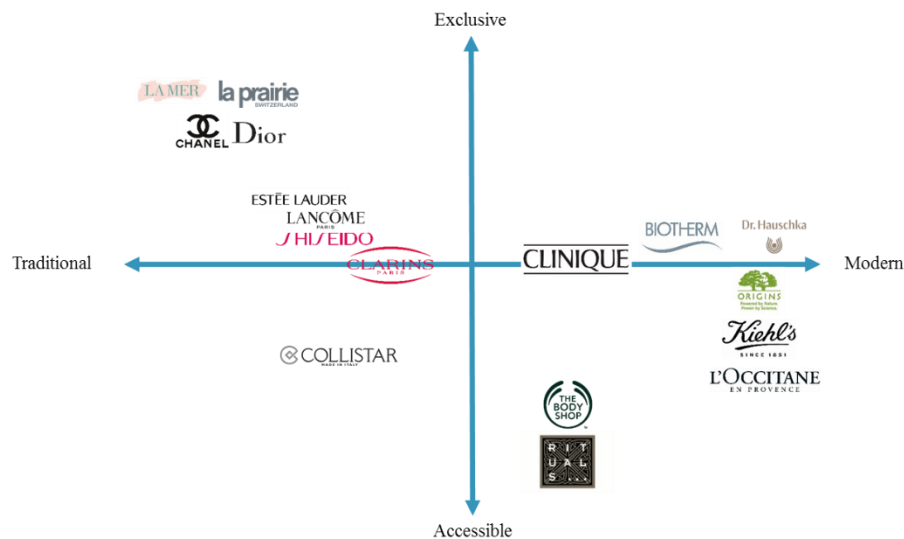 Exclusive
LA MER
la prairie
SWITZERLAND
CHANEL
Dior
ESTĒE LAUDER
LANCÔME
PARIS
SHISEIDO
BIOTHERM
Dr. Hauschka
Traditional
CLARINS
PARIS
CLINIQUE
Modern
ORIGINS
Powered by Nature.
Proven by Science.
Kiehl's
SINCE 1851
COLLISTAR
MADE IN ITALY
L'OCCITANE
EN PROVENCE
THE
BODY
SHOP
RIT
UAL
S...
Accessible